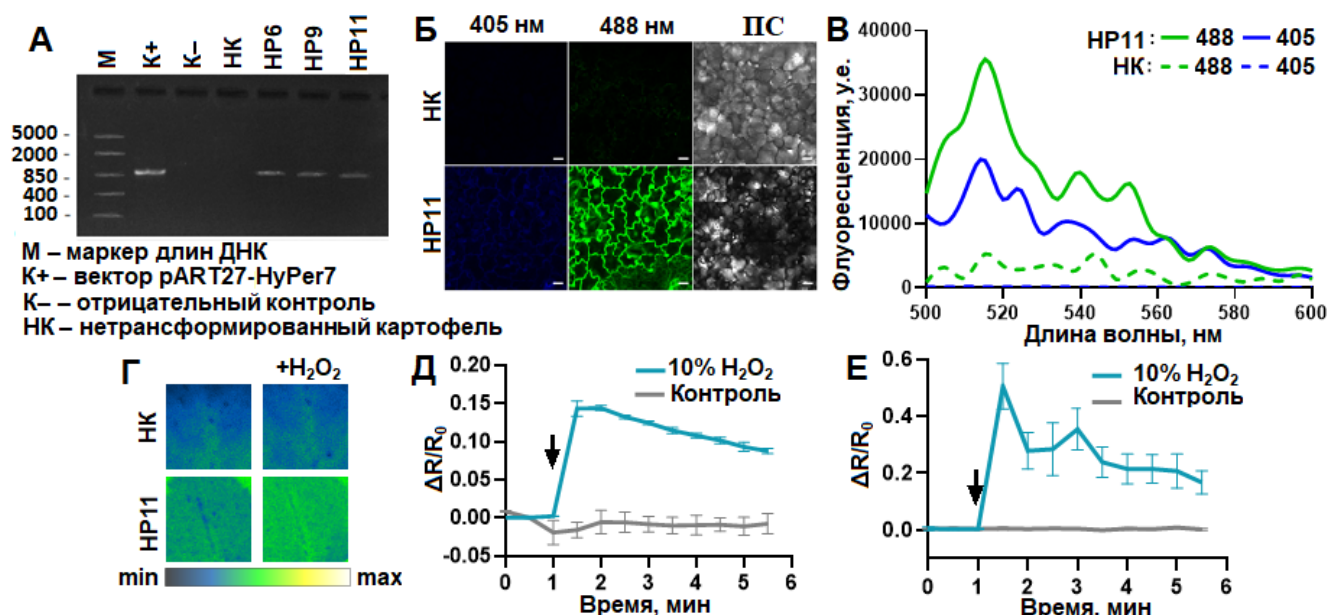 А
М
К+
К–
НК
НР6
НР9
НР11
5000 -
2000 -
850 -
400 -
100 -
М – маркер длин ДНК
К+ – вектор pART27-HyPer7
К– – отрицательный контроль
НК – нетрансформированный картофель
Б
405 нм 488 нм ПС
НК
НР11
В
НР11: 488 405
НК: 488 405
Флуоресценция, у.е.
40000
30000
20000
10000
0
500 520 540 560 580 600
Длина волны, нм
Г
+H₂O₂
НК
НР11
min max
Д
10% H₂O₂
Контроль
ΔR/R₀
0.20
0.15
0.10
0.05
0.00
-0.05
0 1 2 3 4 5 6
Время, мин
Е
10% H₂O₂
Контроль
ΔR/R₀
0.6
0.4
0.2
0.0
0 1 2 3 4 5 6
Время, мин